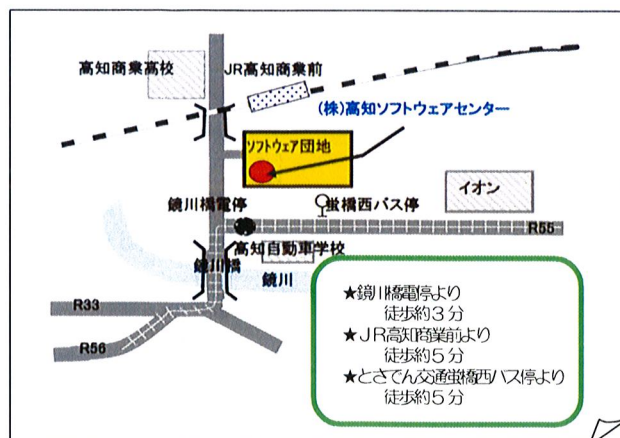 高知商業高校
JR高知商業前
(株)高知ソフトウェアセンター
ソフトウェア団地
イオン
鏡川橋電停
蛍橋西バス停
R55
高知自動車学校
鏡川橋
鏡川
R33
R56
★鏡川橋電停より
徒歩約3分
★JR高知商業前より
徒歩約5分
★とさでん交通蛍橋西バス停より
徒歩約5分